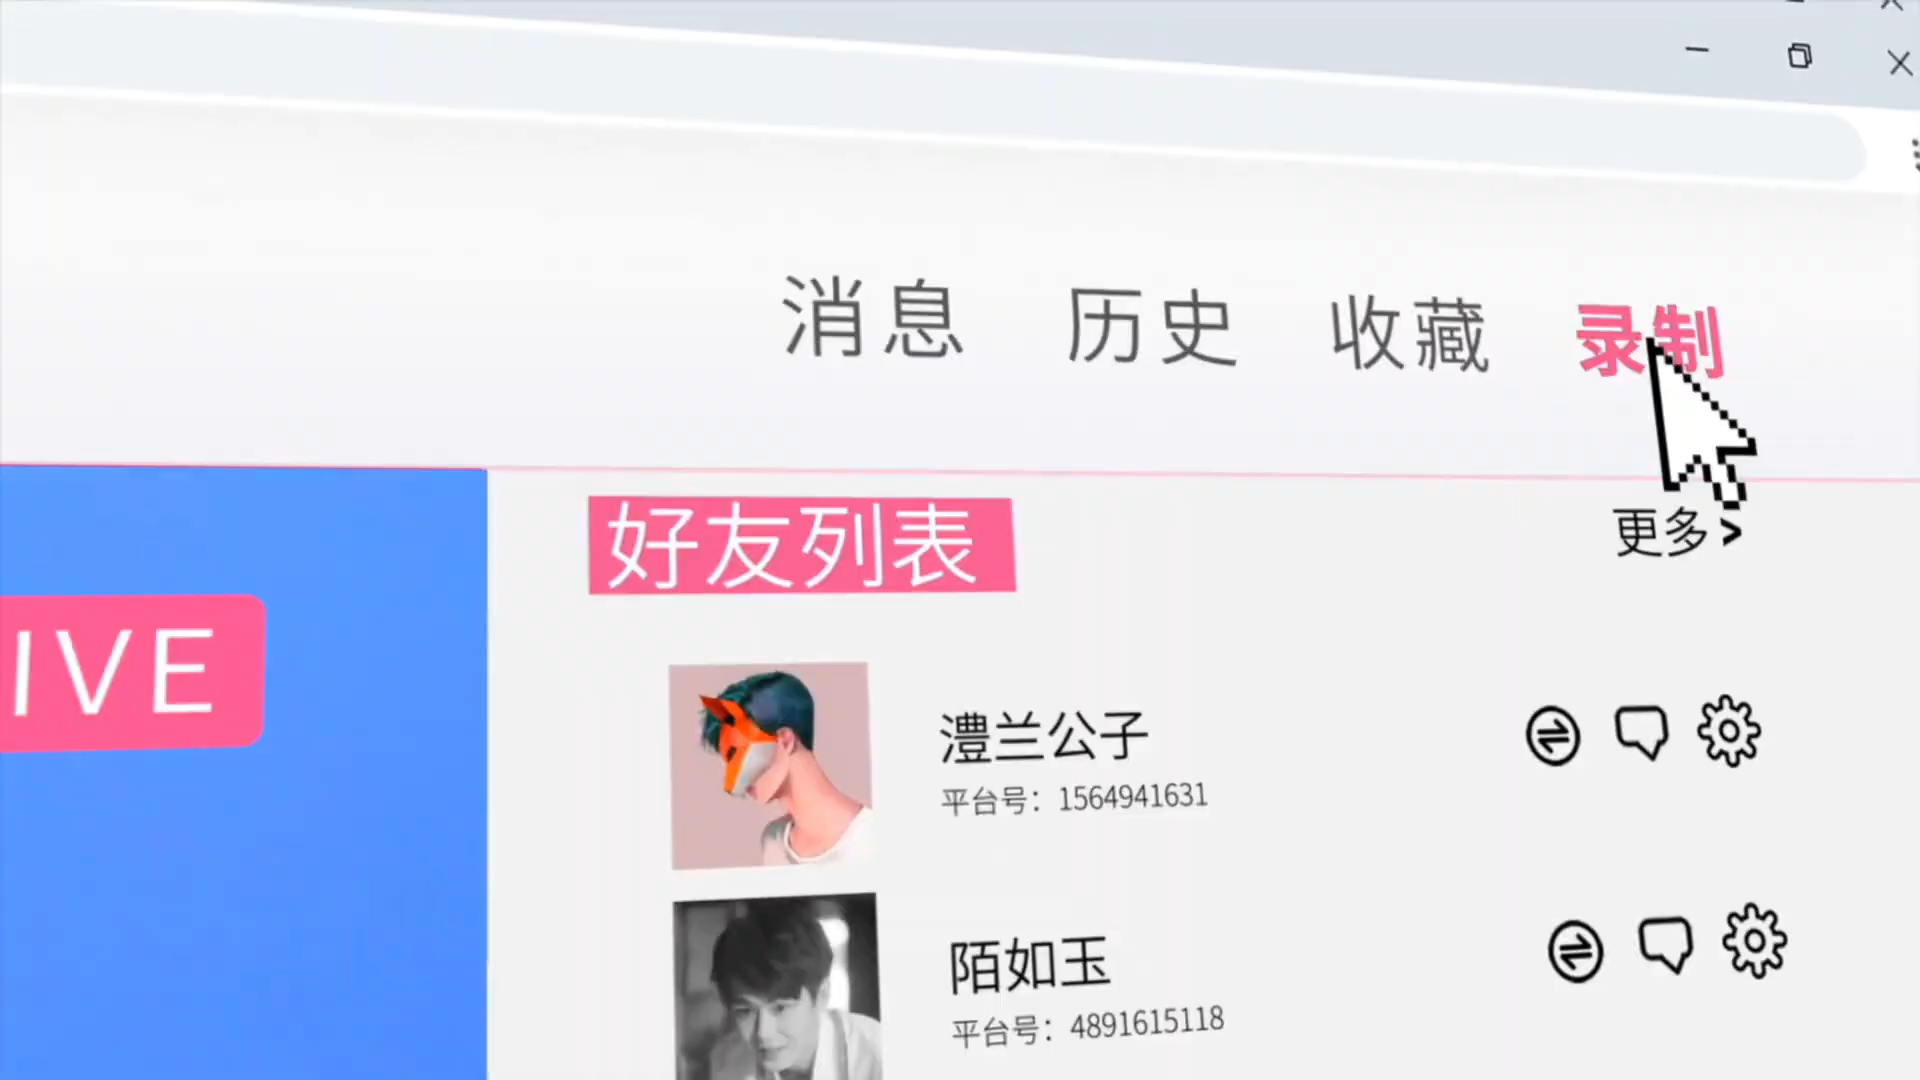 消息 历史 收藏 录制
好友列表
更多 >
IVE
澧兰公子
平台号：1564941631
陌如玉
平台号：4891615118